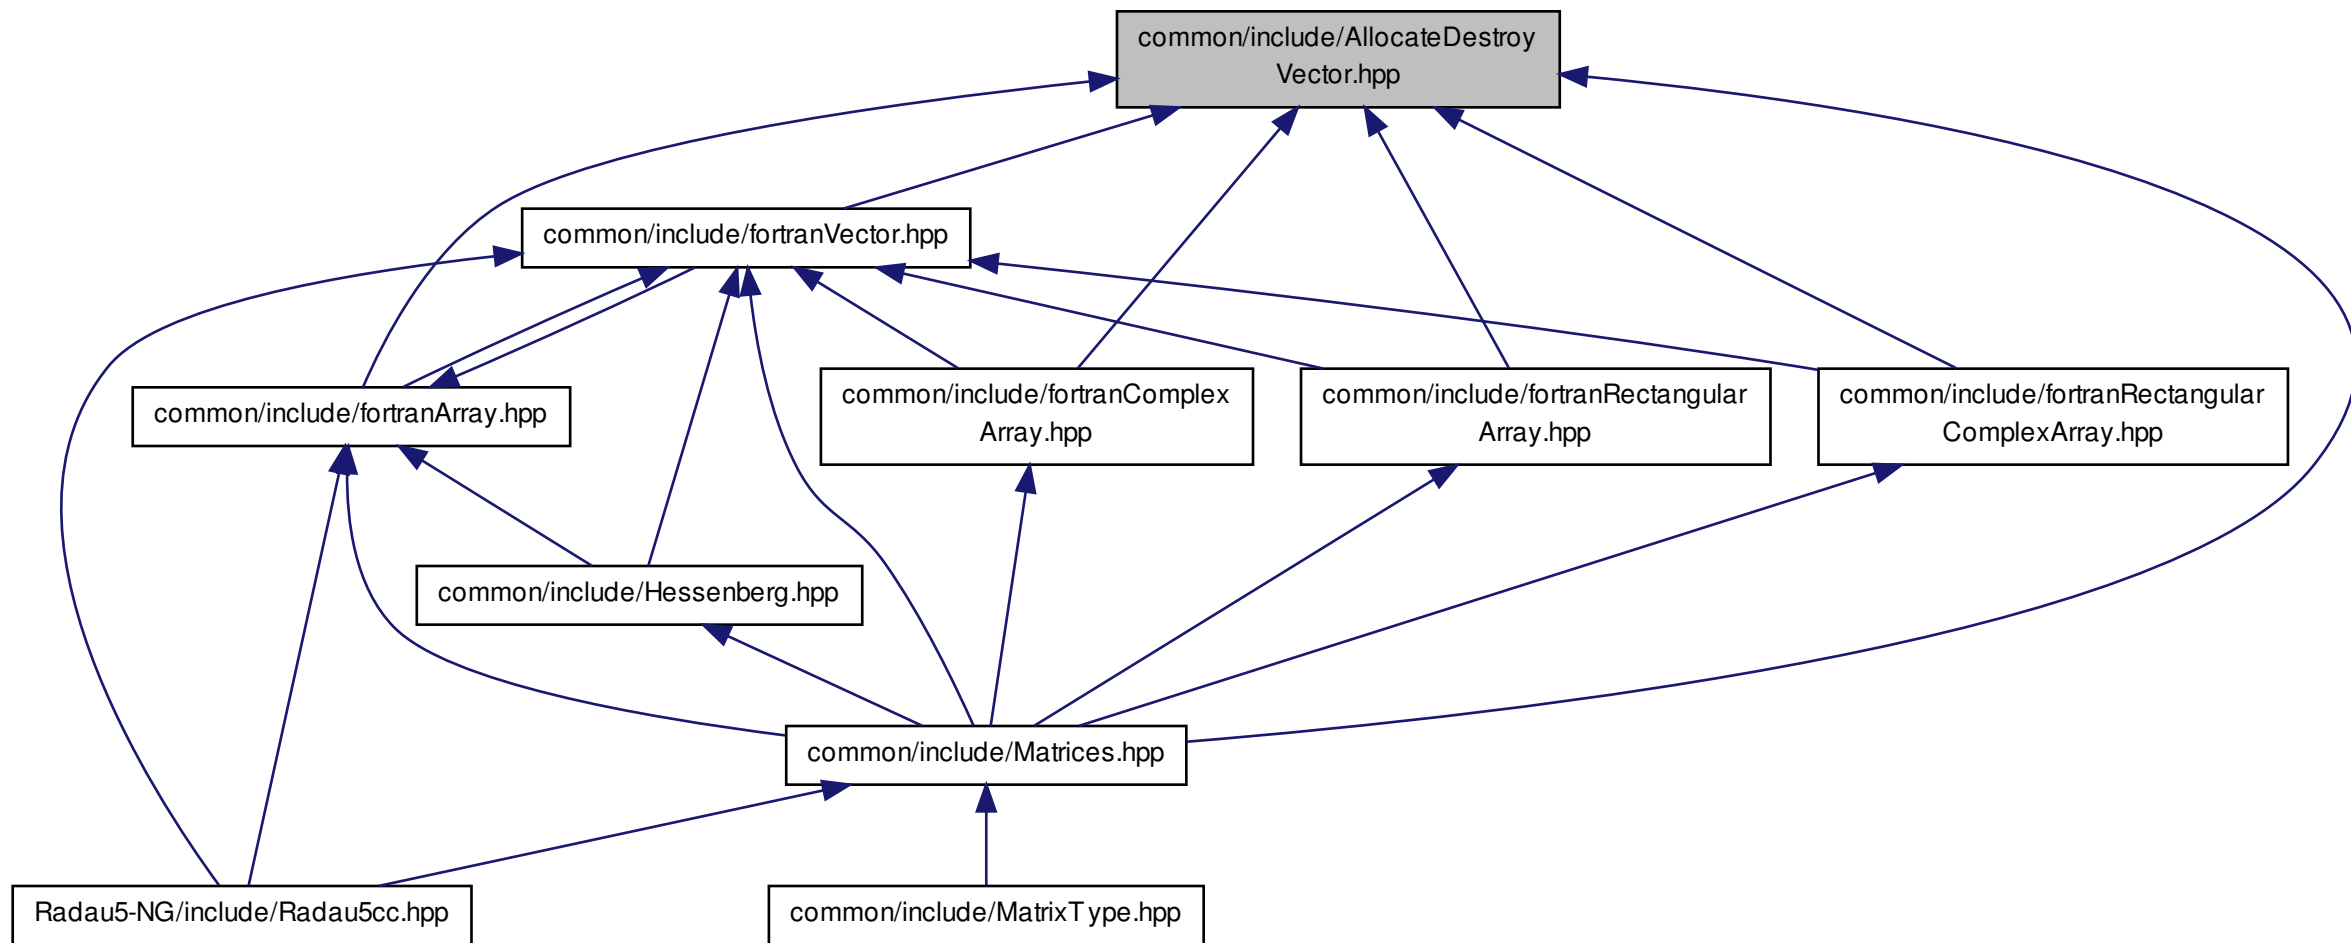 common/include/AllocateDestroy
Vector.hpp
common/include/fortranVector.hpp
common/include/fortranArray.hpp
common/include/fortranComplex
Array.hpp
common/include/fortranRectangular
Array.hpp
common/include/fortranRectangular
ComplexArray.hpp
common/include/Hessenberg.hpp
common/include/Matrices.hpp
Radau5-NG/include/Radau5cc.hpp
common/include/MatrixType.hpp